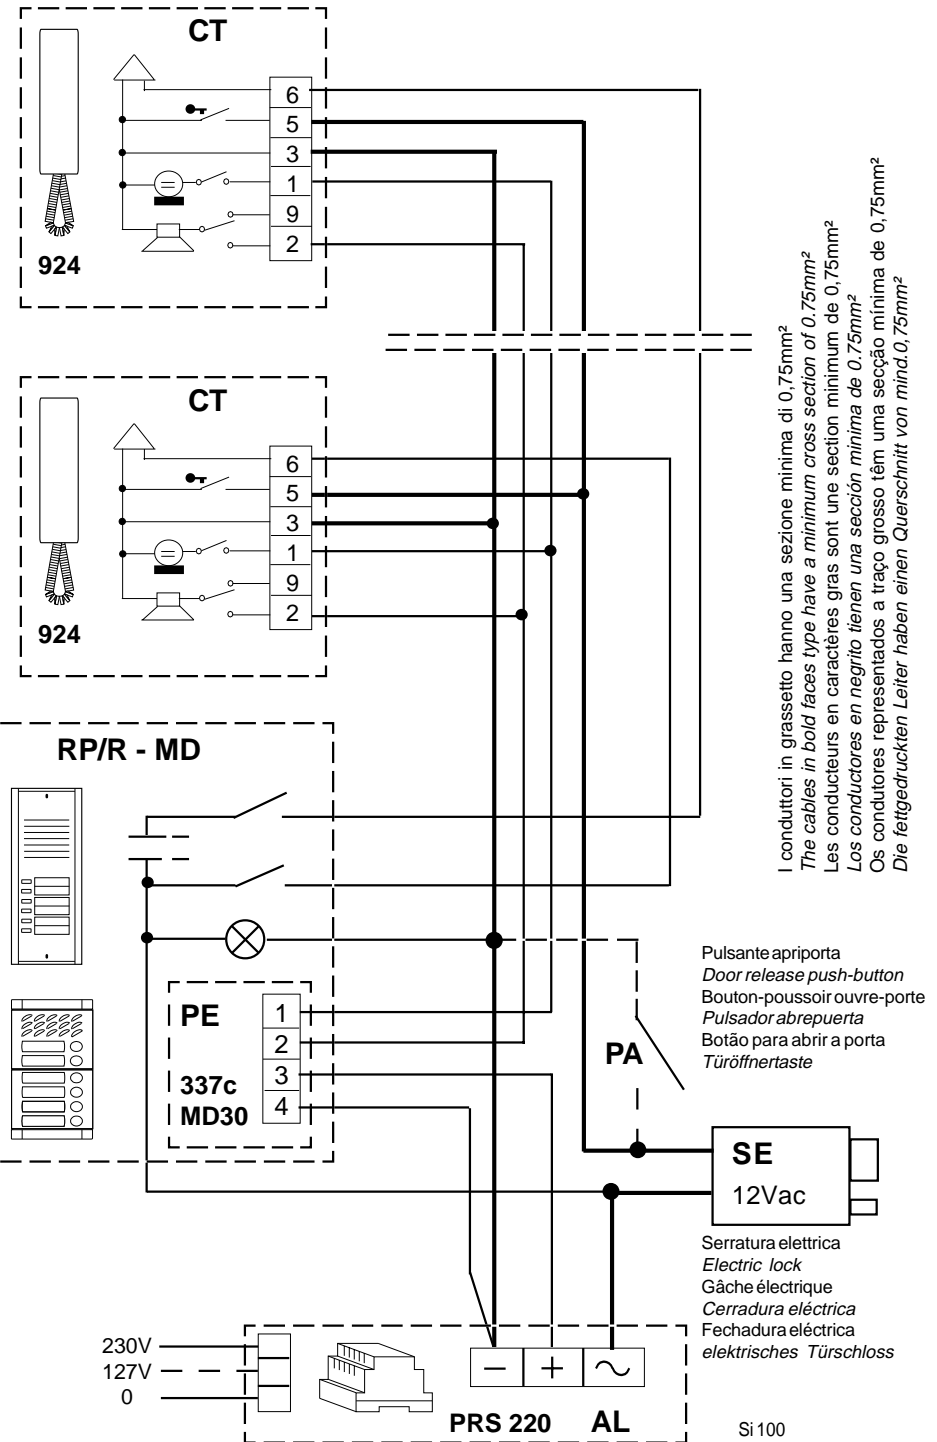 CT
6
5
3
1
9
2
924
CT
6
5
3
1
9
2
924
I conduttori in grassetto hanno una sezione minima di 0,75mm²
The cables in bold faces type have a minimum cross section of 0.75mm²
Les conducteurs en caractères gras sont une section minimum de 0,75mm²
Los conductores en negrito tienen una sección minima de 0.75mm²
Os condutores representados a traço grosso têm uma secção mínima de 0,75mm²
Die fettgedruckten Leiter haben einen Querschnitt von mind.0,75mm²
RP/R - MD
PE
337c
MD30
1
2
3
4
PA
Pulsante apriporta
Door release push-button
Bouton-poussoir ouvre-porte
Pulsador abrepuerta
Botão para abrir a porta
Türöffnertaste
SE
12Vac
Serratura elettrica
Electric lock
Gâche électrique
Cerradura eléctrica
Fechadura eléctrica
elektrisches Türschloss
230V
127V
0
− + ~
PRS 220 AL
Si 100